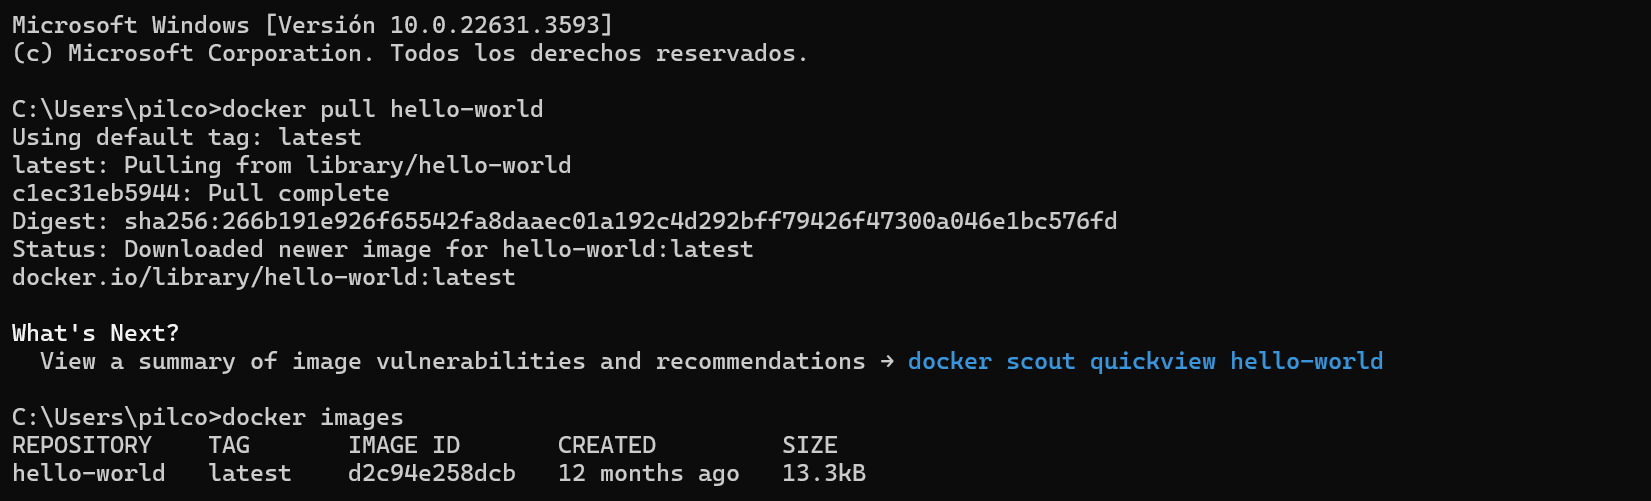 Microsoft Windows [Versión 10.0.22631.3593]
(c) Microsoft Corporation. Todos los derechos reservados.
C:\Users\pilco>docker pull hello-world
Using default tag: latest
latest: Pulling from library/hello-world
c1ec31eb5944: Pull complete
Digest: sha256:266b191e926f65542fa8daaec01a192c4d292bff79426f47300a046e1bc576fd
Status: Downloaded newer image for hello-world:latest
docker.io/library/hello-world:latest
What's Next?
  View a summary of image vulnerabilities and recommendations → docker scout quickview hello-world
C:\Users\pilco>docker images
REPOSITORY    TAG       IMAGE ID       CREATED         SIZE
hello-world   latest    d2c94e258dcb   12 months ago   13.3kB